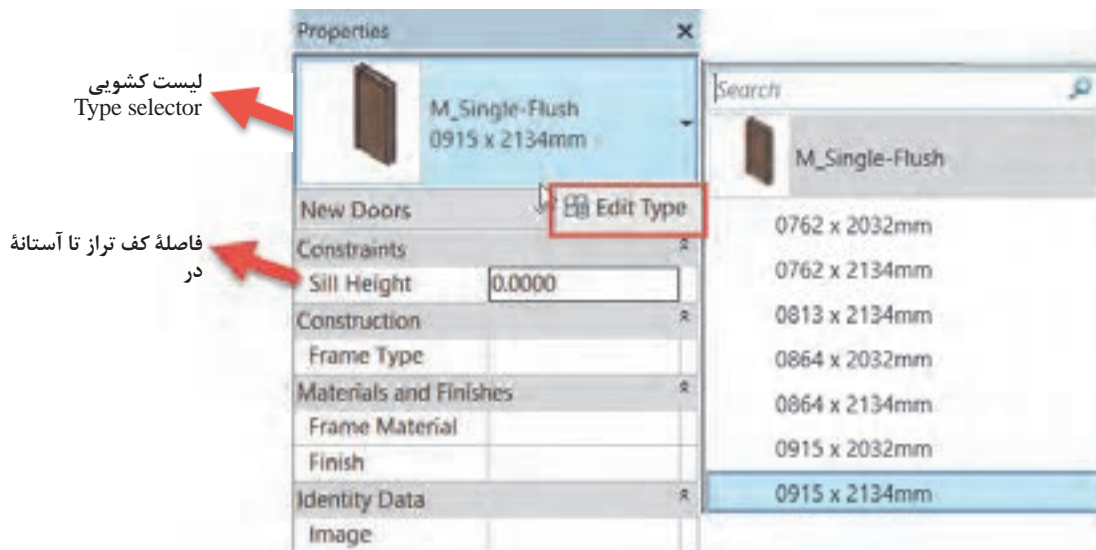 لیست کشویی
Type selector
فاصلهٔ کف تراز تا آستانهٔ
در
Properties
M_Single-Flush
0915 x 2134mm
New Doors
Edit Type
Constraints
Sill Height 0.0000
Construction
Frame Type
Materials and Finishes
Frame Material
Finish
Identity Data
Image
Search
M_Single-Flush
0762 x 2032mm
0762 x 2134mm
0813 x 2134mm
0864 x 2032mm
0864 x 2134mm
0915 x 2032mm
0915 x 2134mm